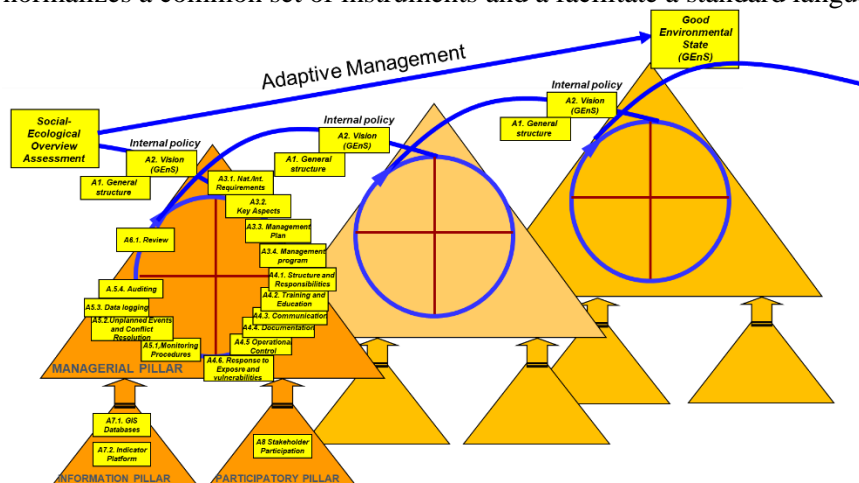 normalizes a common set of instruments and a facilitate a standard langu
Good
Environmental
State
(GEnS)
Adaptive Management
Social-
Ecological
Overview
Assessment
Internal policy
A2. Vision
(GEnS)
A1. General
structure
Internal policy
A2. Vision
(GEnS)
A1. General
structure
Internal policy
A2. Vision
(GEnS)
A1. General
structure
A3.1. Nat./Int.
Requirements
A3.2.
Key Aspects
A3.3. Management
Plan
A3.4. Management
program
A4.1. Structure and
Responsibilities
A4.2. Training and
Education
A4.3. Communication
A4.4. Documentation
A4.5 Operational
Control
A4.6. Response to
Exposre and
vulnerabilities
A6.1. Review
A.5.4. Auditing
A5.3. Data logging
A5.2.Unplanned Events
and Conflict
Resolution
A5.1,Monitoring
Procedures
MANAGERIAL PILLAR
A7.1. GIS
Databases
A7.2. Indicator
Platform
INFORMATION PILLAR
A8 Stakeholder
Participation
PARTICIPATORY PILLAR